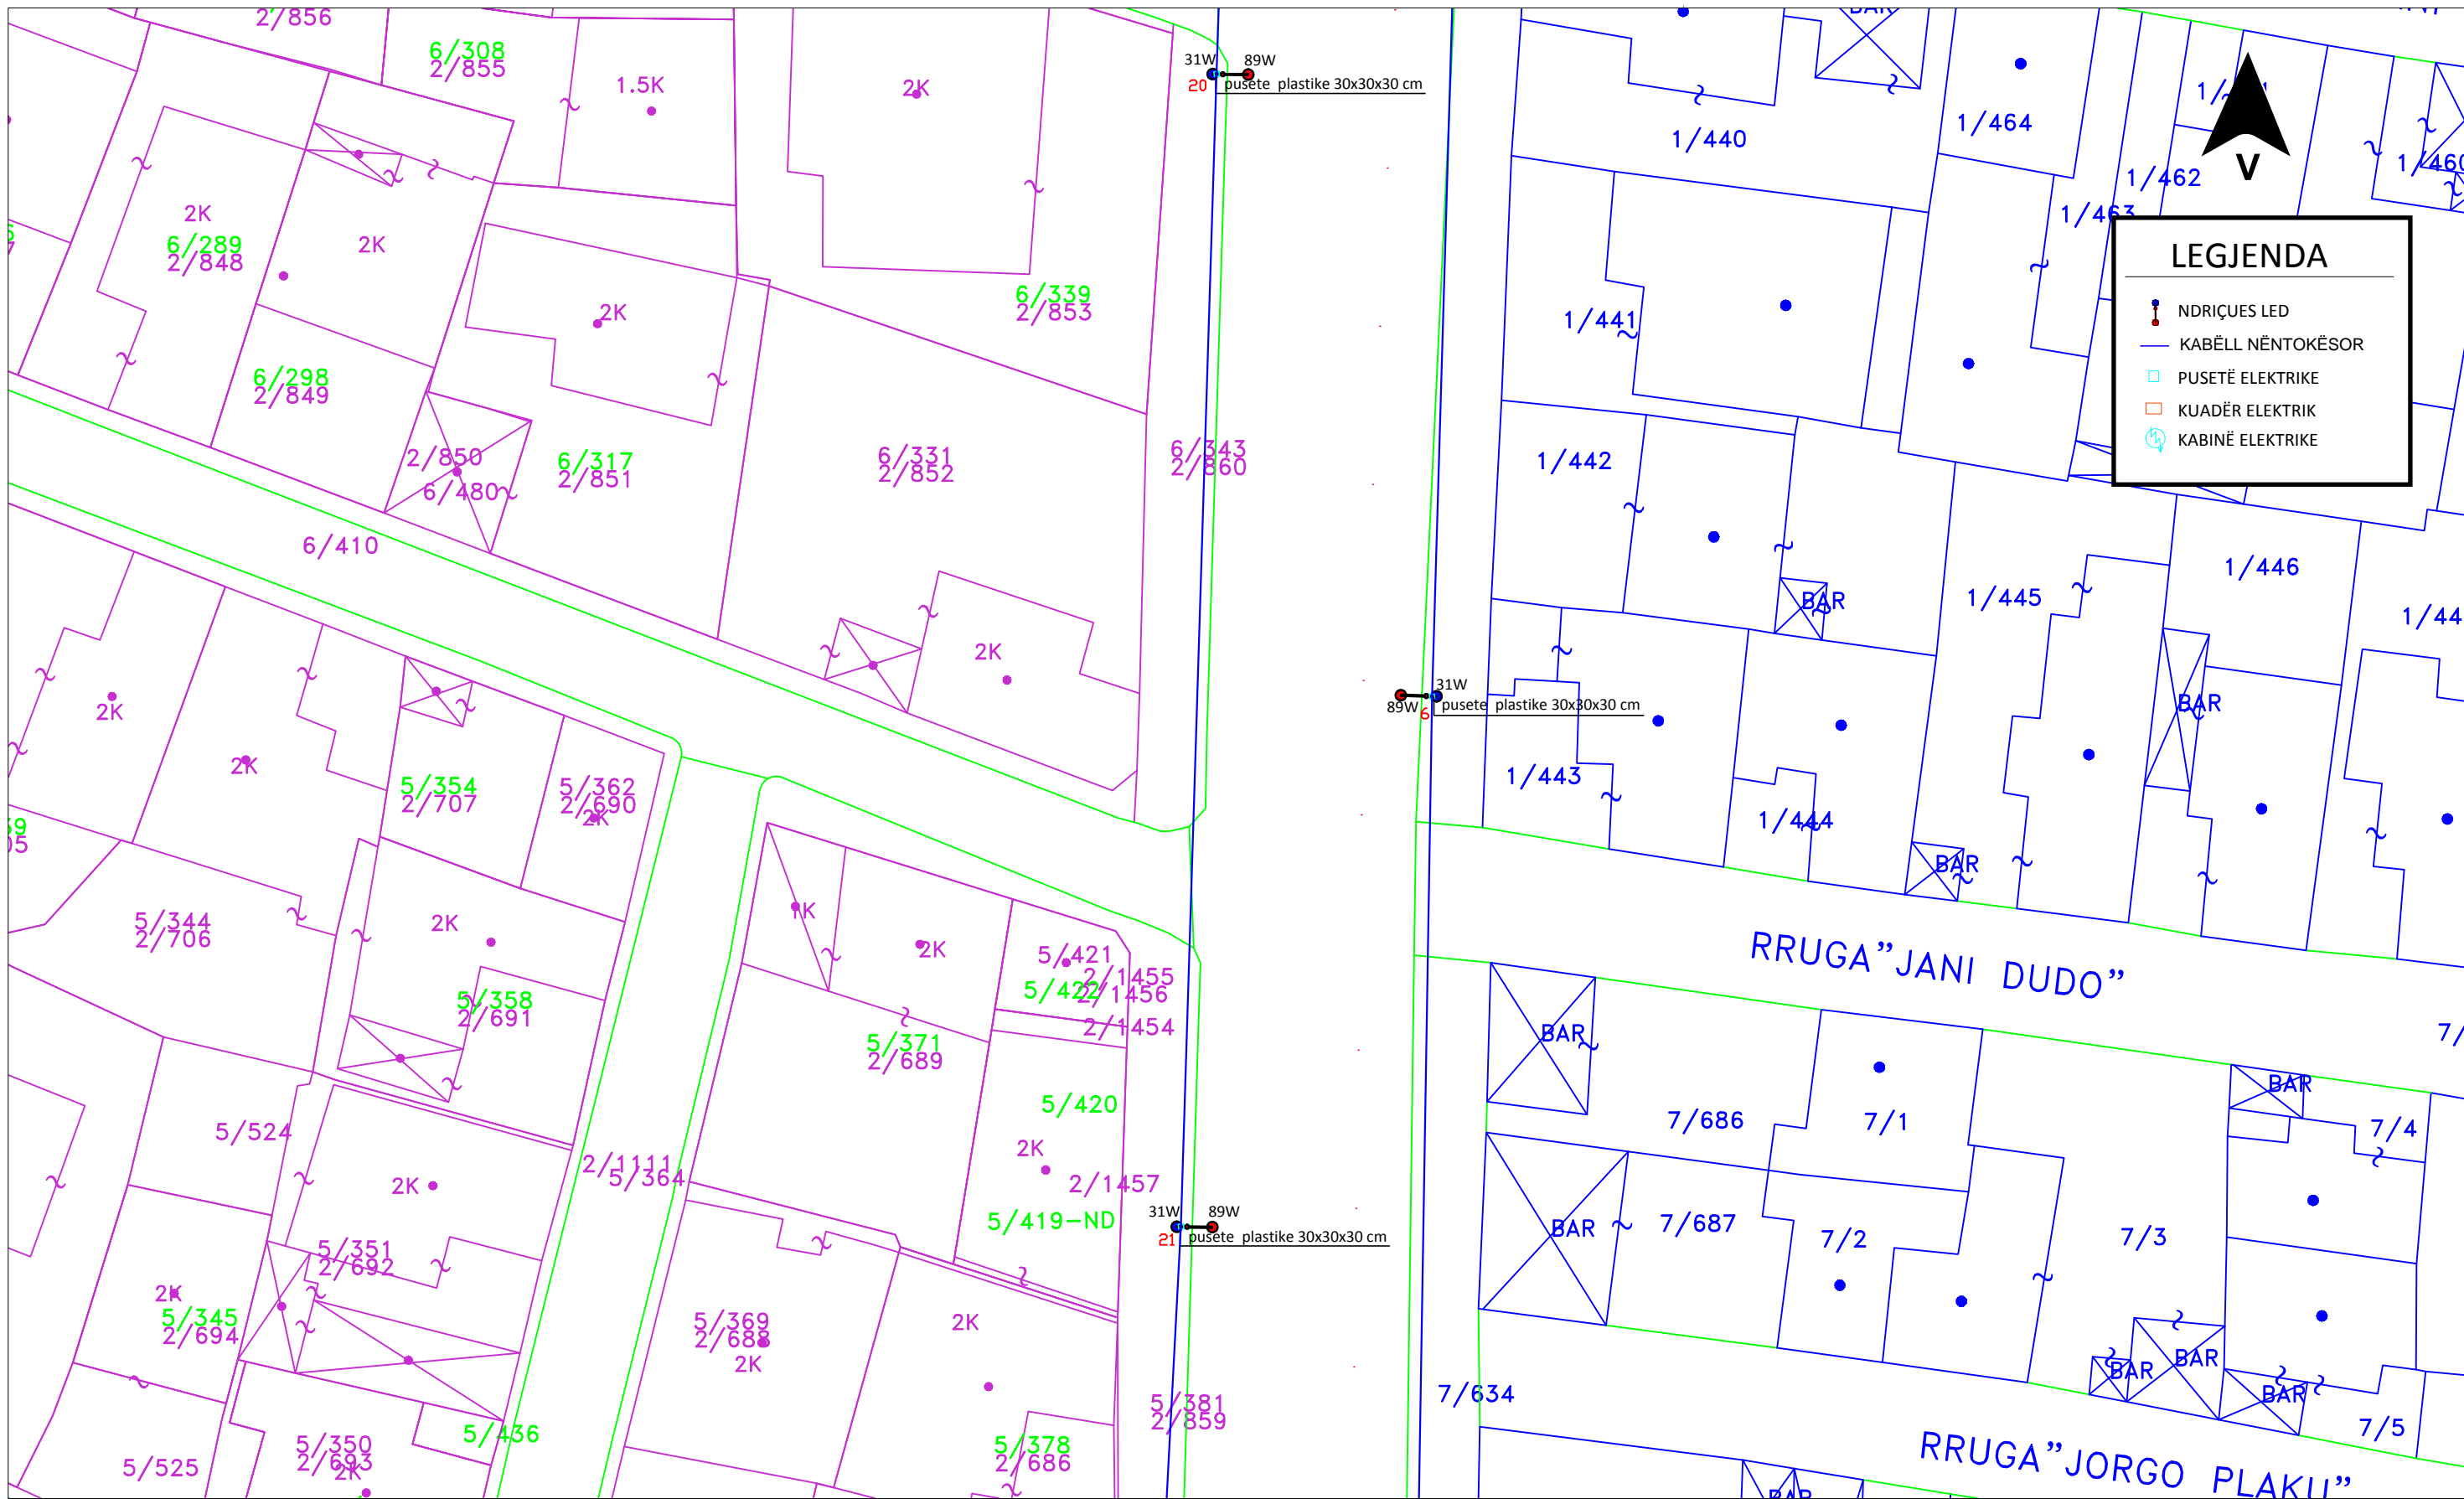 2/856
6/308
2/855
1.5K
2K
31W
89W
20
pusete plastike 30x30x30 cm
BAR
1/440
1/464
1/462
1/463
1/460
V
2K
6/289
2/848
2K
2K
6/339
2/853
1/441
LEGJENDA
NDRIÇUES LED
KABËLL NËNTOKËSOR
PUSETË ELEKTRIKE
KUADËR ELEKTRIK
KABINË ELEKTRIKE
6/298
2/849
2/850
6/480
6/317
2/851
6/331
2/852
6/343
2/860
1/442
6/410
BAR
1/445
1/446
2K
31W
89W
6
pusete plastike 30x30x30 cm
BAR
2K
2K
5/354
2/707
5/362
2/690
2K
1/443
1/444
BAR
5/344
2/706
2K
1K
2K
5/421
2/1455
5/422
2/1456
2/1454
RRUGA"JANI DUDO"
5/358
2/691
5/371
2/689
BAR
BAR
5/420
7/686
7/1
7/4
5/524
2K
2/1111
5/364
2K
2/1457
5/419-ND
31W
89W
21
pusete plastike 30x30x30 cm
BAR
7/687
7/2
7/3
5/351
2/692
2K
5/345
2/694
5/369
2/688
2K
2K
BAR
BAR
BAR
5/381
2/859
7/634
7/5
5/436
5/350
2/693
2K
5/525
5/378
2/686
RRUGA"JORGO PLAKU"
BAR